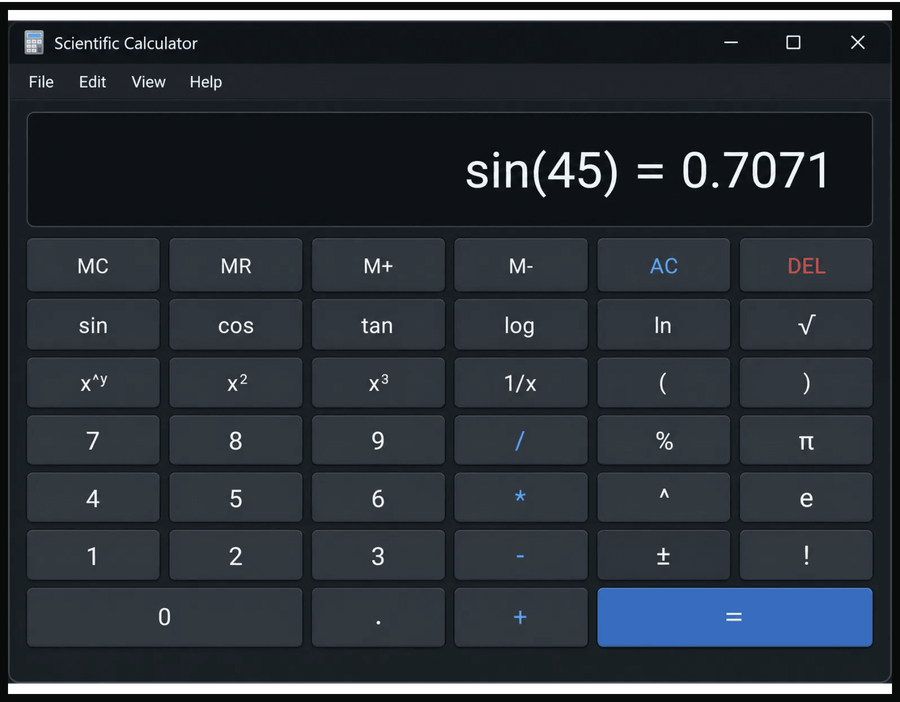 Scientific Calculator
File Edit View Help
sin(45) = 0.7071
MC MR M+ M- AC DEL
sin cos tan log ln √
x^y x² x³ 1/x ( )
7 8 9 / % π
4 5 6 * ^ e
1 2 3 - ± !
0 . + =